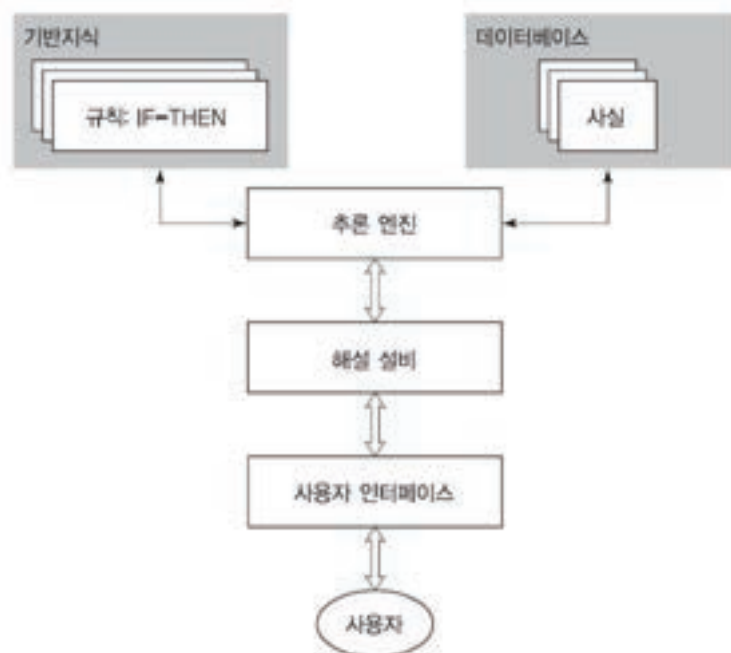 기반지식
규칙: IF-THEN
데이터베이스
사실
추론 엔진
해설 설비
사용자 인터페이스
사용자